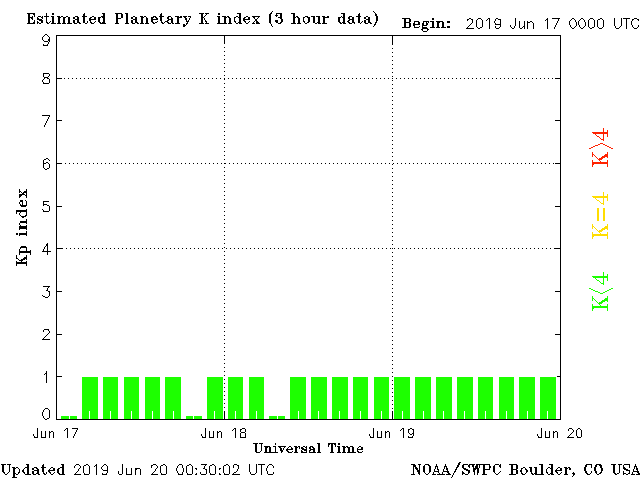 Estimated Planetary K index (3 hour data)
Begin: 2019 Jun 17 0000 UTC
9
8
7
6
5
4
3
2
1
0
Kp index
K>4
K=4
K<4
Jun 17
Jun 18
Jun 19
Jun 20
Universal Time
Updated 2019 Jun 20 00:30:02 UTC
NOAA/SWPC Boulder, CO USA